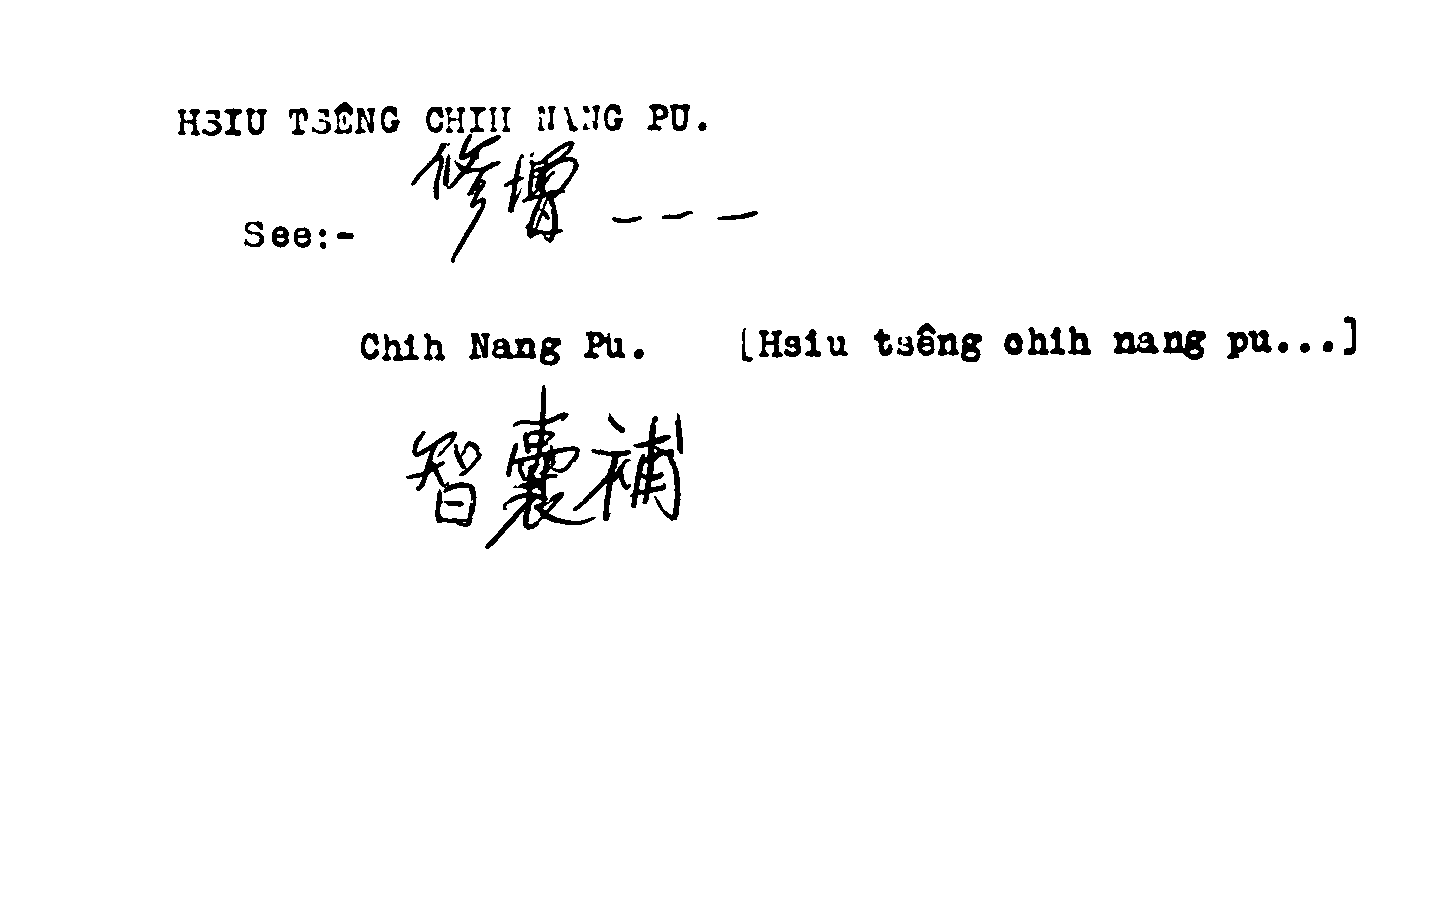 HSIU TSÊNG CHIH NANG PU.
修增 ---
See:-
Chih Nang Pu. [Hsiu tsêng chih nang pu...]
智囊補